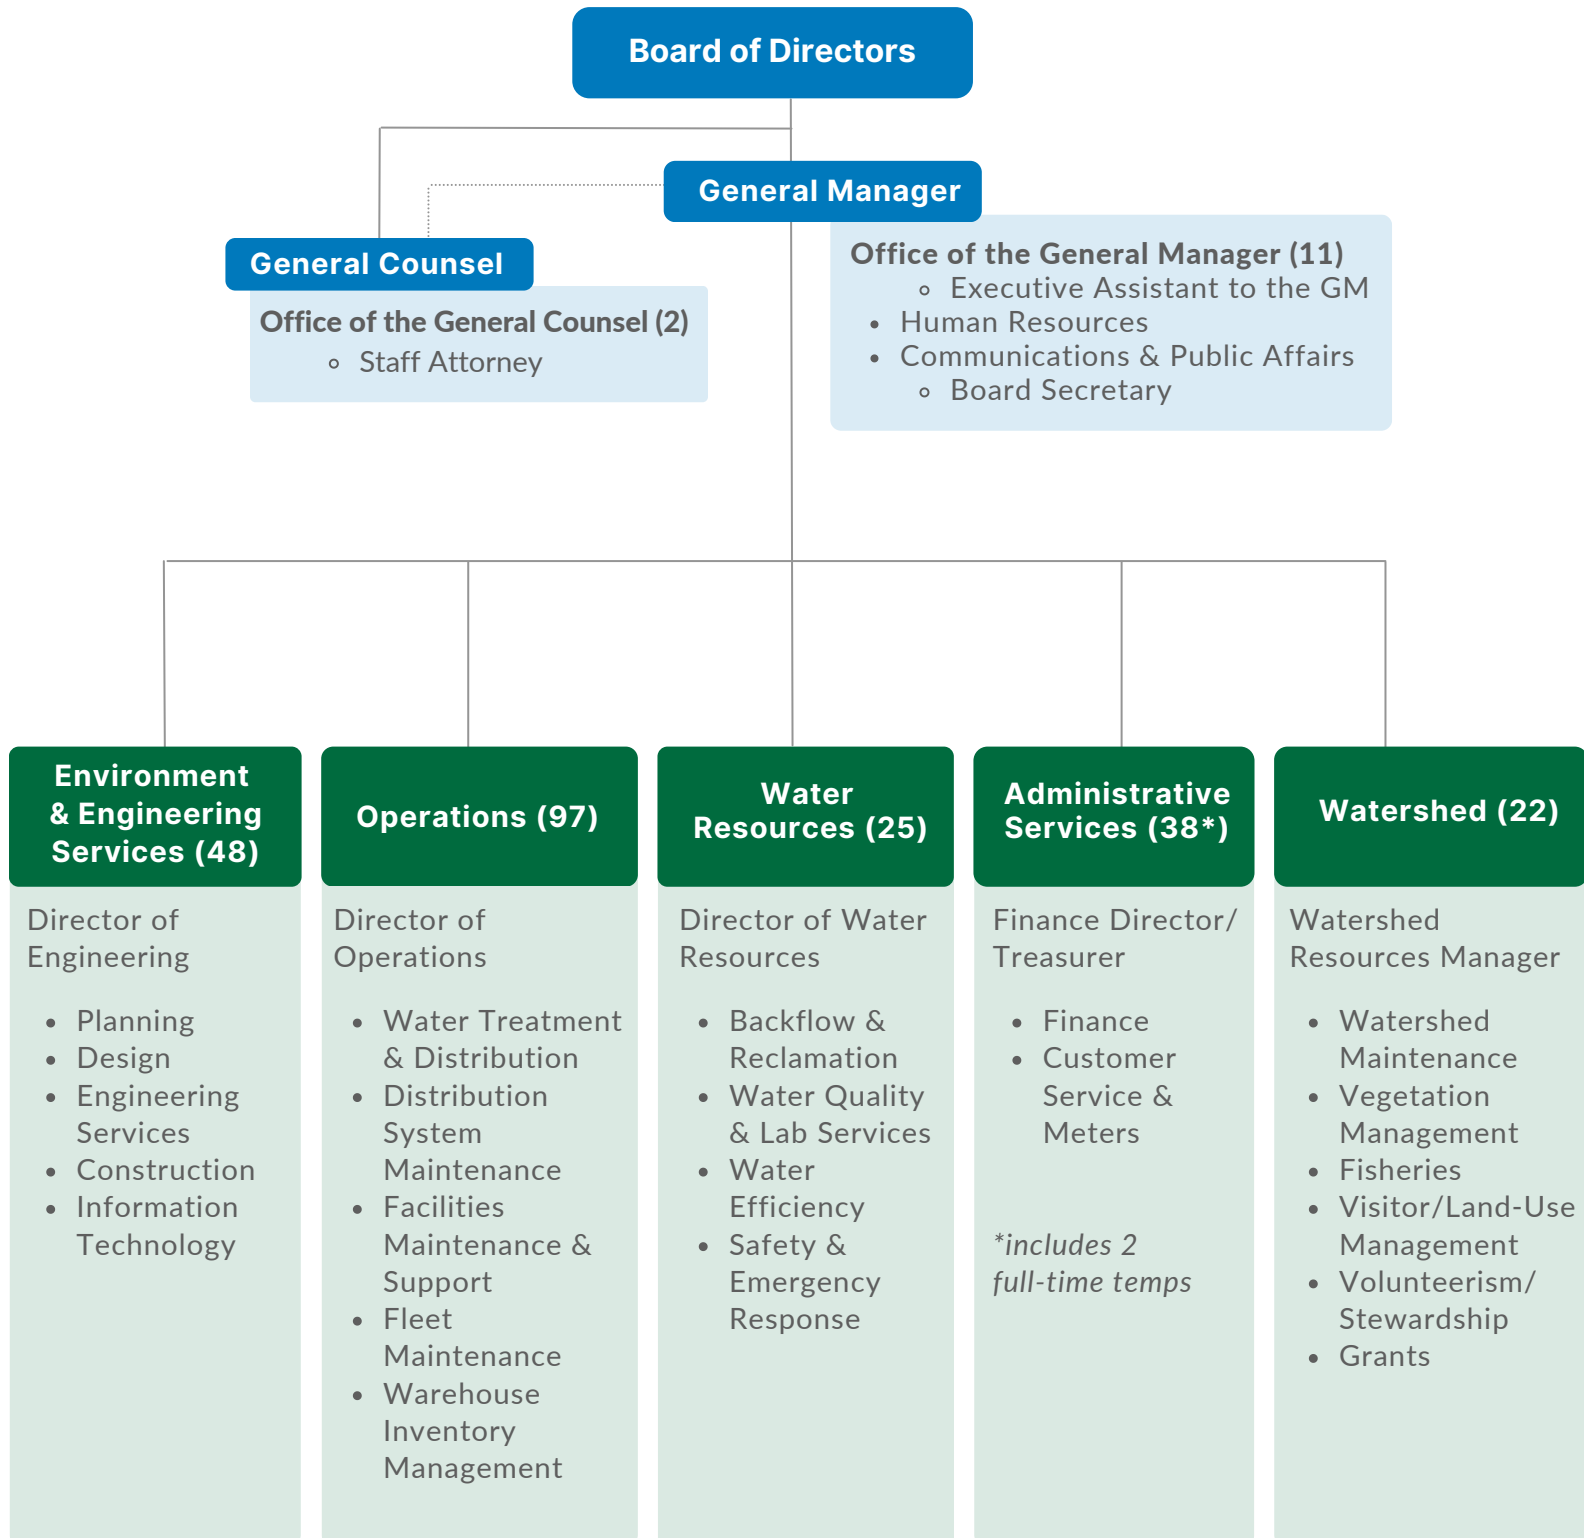 Board of Directors
General Manager
General Counsel
Office of the General Counsel (2)
Staff Attorney
Office of the General Manager (11)
Executive Assistant to the GM
Human Resources
Communications & Public Affairs
Board Secretary
Environment
& Engineering
Services (48)
Director of
Engineering
Planning
Design
Engineering
Services
Construction
Information
Technology
Operations (97)
Director of
Operations
Water Treatment
& Distribution
Distribution
System
Maintenance
Facilities
Maintenance &
Support
Fleet
Maintenance
Warehouse
Inventory
Management
Water
Resources (25)
Director of Water
Resources
Backflow &
Reclamation
Water Quality
& Lab Services
Water
Efficiency
Safety &
Emergency
Response
Administrative
Services (38*)
Finance Director/
Treasurer
Finance
Customer
Service &
Meters
*includes 2
full-time temps
Watershed (22)
Watershed
Resources Manager
Watershed
Maintenance
Vegetation
Management
Fisheries
Visitor/Land-Use
Management
Volunteerism/
Stewardship
Grants